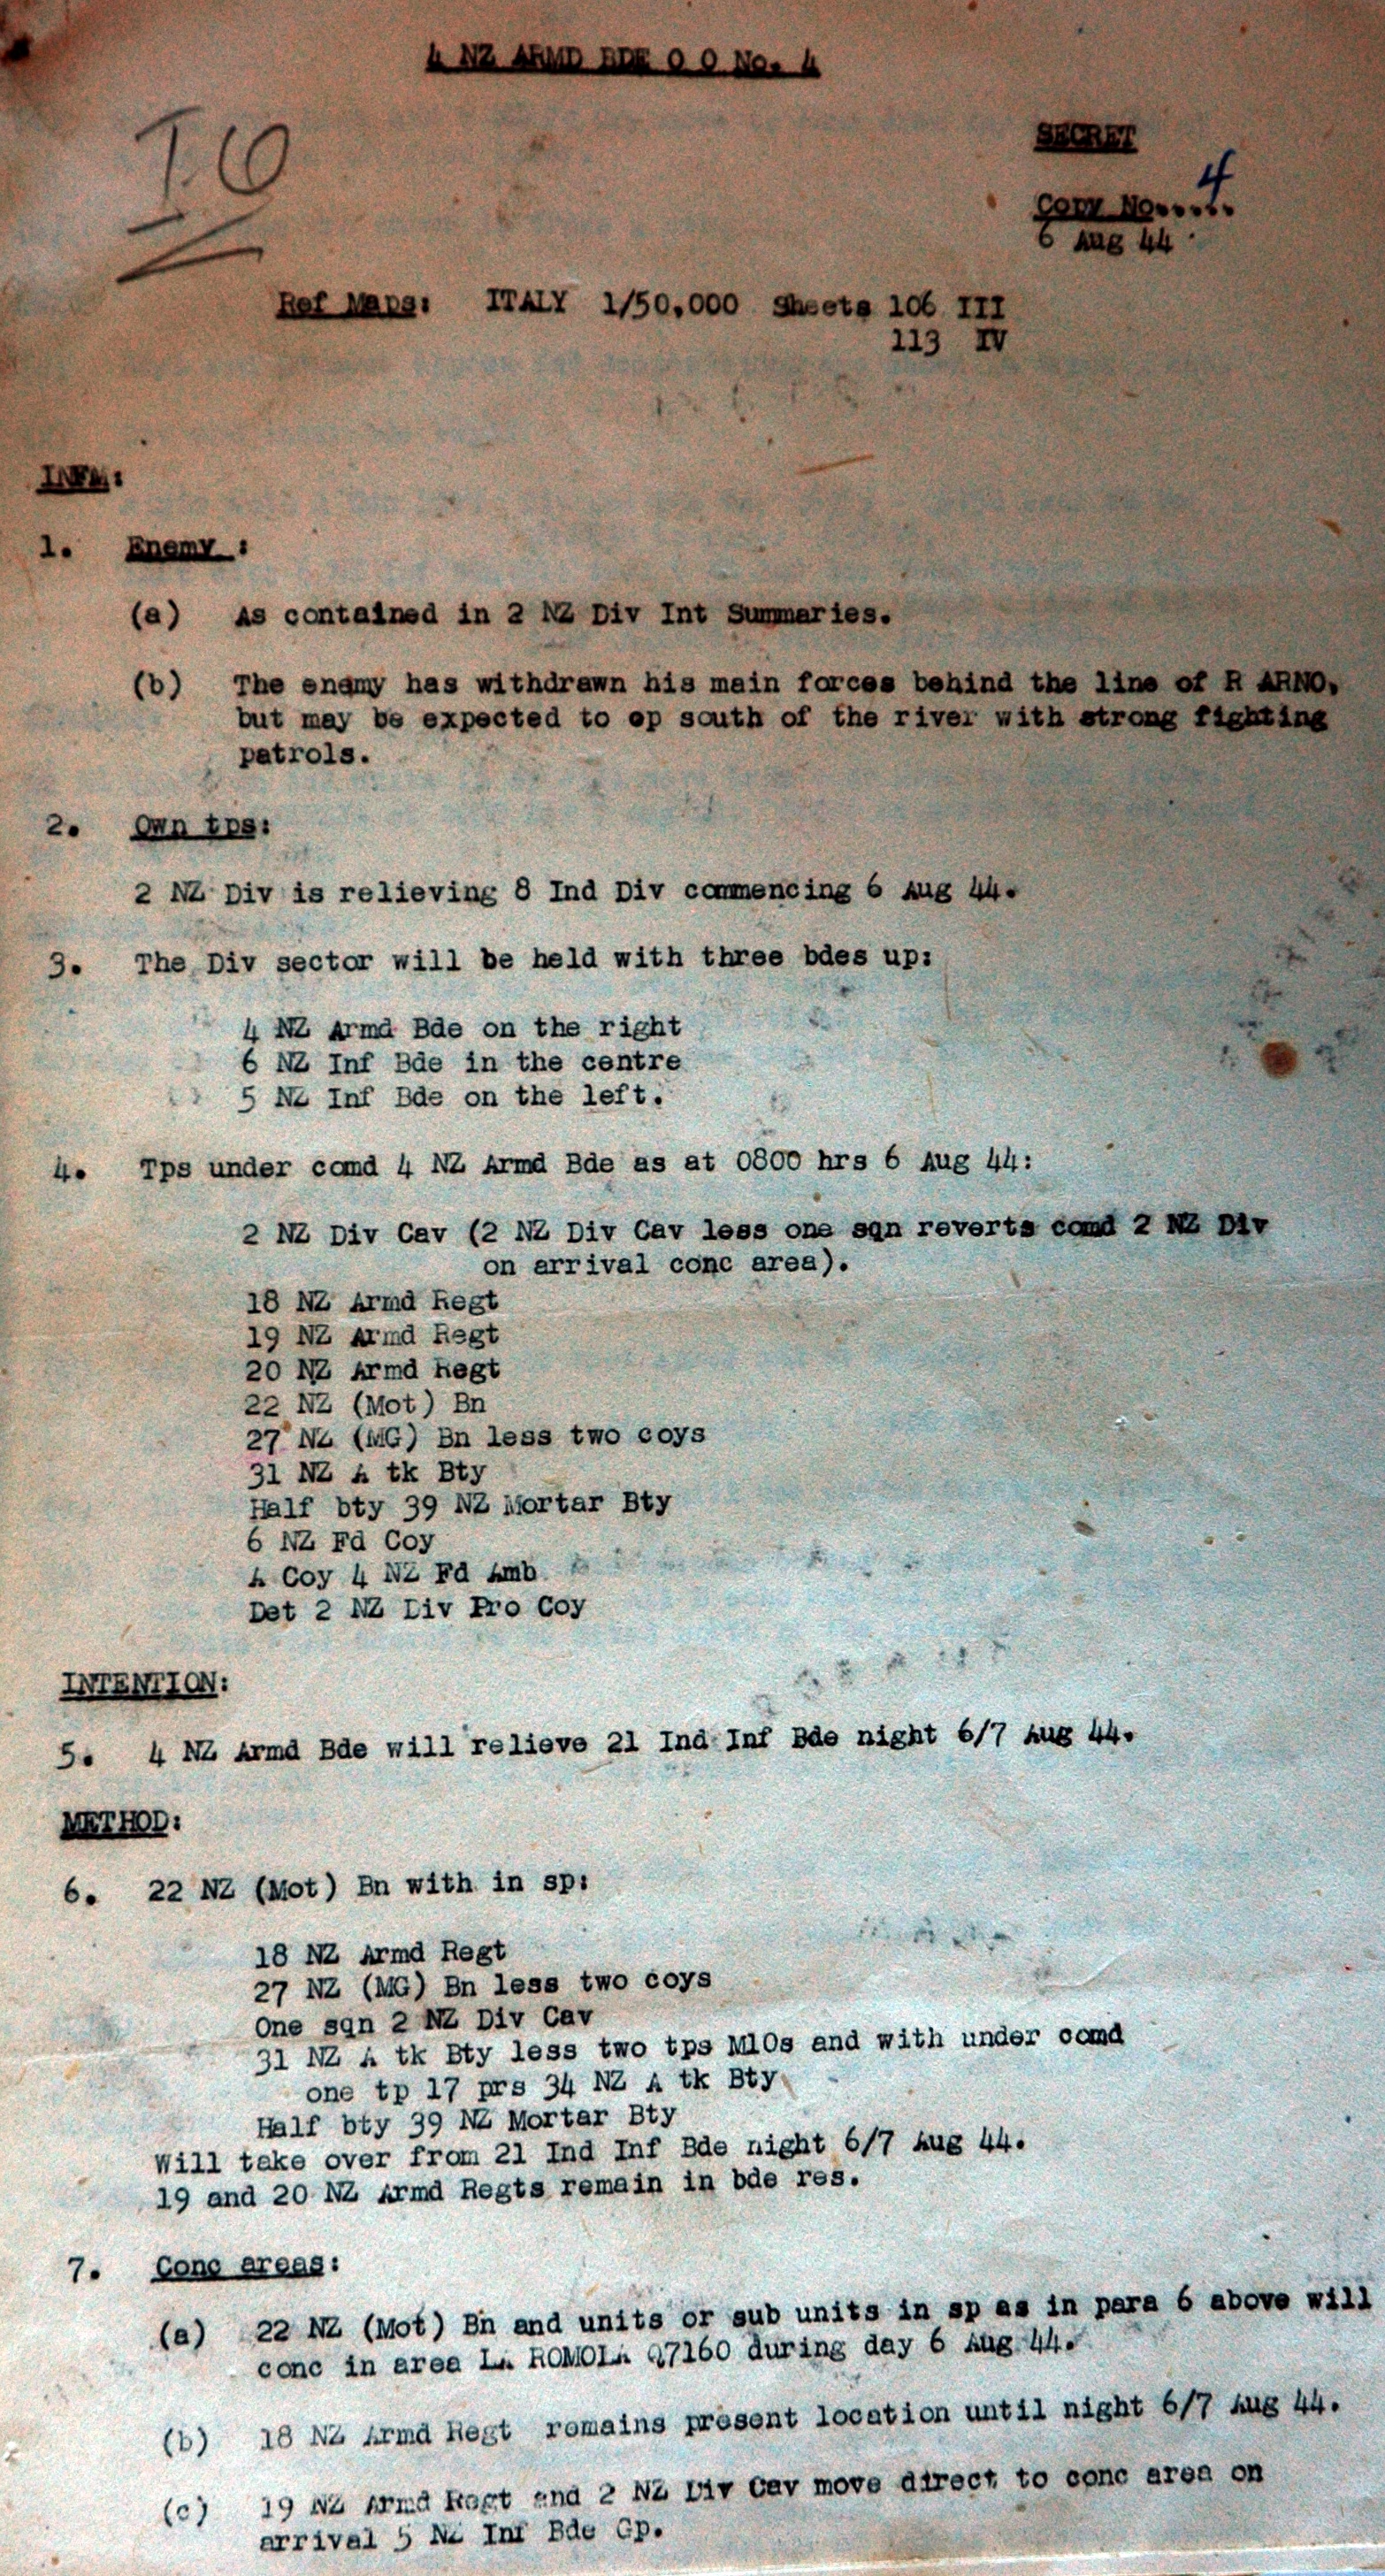 4 NZ ARMD BDE O O No. 4
SECRET
4
Copy No.....
6 Aug 44
Ref Maps: ITALY 1/50,000 Sheets 106 III
113 IV
INFM:
1. Enemy :
(a) As contained in 2 NZ Div Int Summaries.
(b) The enemy has withdrawn his main forces behind the line of R ARNO,
but may be expected to op south of the river with strong fighting
patrols.
2. Own tps:
2 NZ Div is relieving 8 Ind Div commencing 6 Aug 44.
3. The Div sector will be held with three bdes up:
4 NZ Armd Bde on the right
6 NZ Inf Bde in the centre
5 NZ Inf Bde on the left.
4. Tps under comd 4 NZ Armd Bde as at 0800 hrs 6 Aug 44:
2 NZ Div Cav (2 NZ Div Cav less one sqn reverts comd 2 NZ Div
on arrival conc area).
18 NZ Armd Regt
19 NZ Armd Regt
20 NZ Armd Regt
22 NZ (Mot) Bn
27 NZ (MG) Bn less two coys
31 NZ A tk Bty
Half bty 39 NZ Mortar Bty
6 NZ Fd Coy
A Coy 4 NZ Fd Amb
Det 2 NZ Div Pro Coy
INTENTION:
5. 4 NZ Armd Bde will relieve 21 Ind Inf Bde night 6/7 Aug 44.
METHOD:
6. 22 NZ (Mot) Bn with in sp:
18 NZ Armd Regt
27 NZ (MG) Bn less two coys
One sqn 2 NZ Div Cav
31 NZ A tk Bty less two tps M10s and with under comd
one tp 17 prs 34 NZ A tk Bty
Half bty 39 NZ Mortar Bty
Will take over from 21 Ind Inf Bde night 6/7 Aug 44.
19 and 20 NZ Armd Regts remain in bde res.
7. Conc areas:
(a) 22 NZ (Mot) Bn and units or sub units in sp as in para 6 above will
conc in area LA ROMOLA Q7160 during day 6 Aug 44.
(b) 18 NZ Armd Regt remains present location until night 6/7 Aug 44.
(c) 19 NZ Armd Regt and 2 NZ Div Cav move direct to conc area on
arrival 5 NZ Inf Bde Gp.